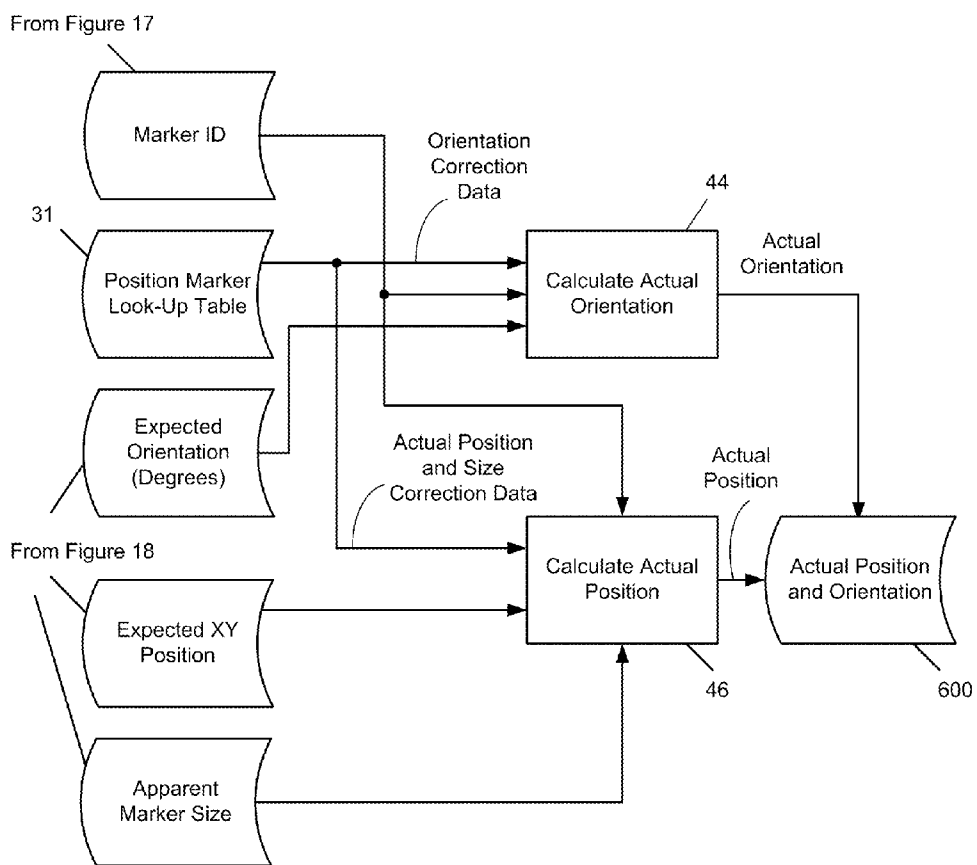 From Figure 17
Marker ID
Orientation
Correction
Data
44
31
Actual
Orientation
Position Marker
Look-Up Table
Calculate Actual
Orientation
Expected
Orientation
(Degrees)
Actual Position
and Size
Correction Data
Actual
Position
From Figure 18
Calculate Actual
Position
Actual Position
and Orientation
Expected XY
Position
46
600
Apparent
Marker Size